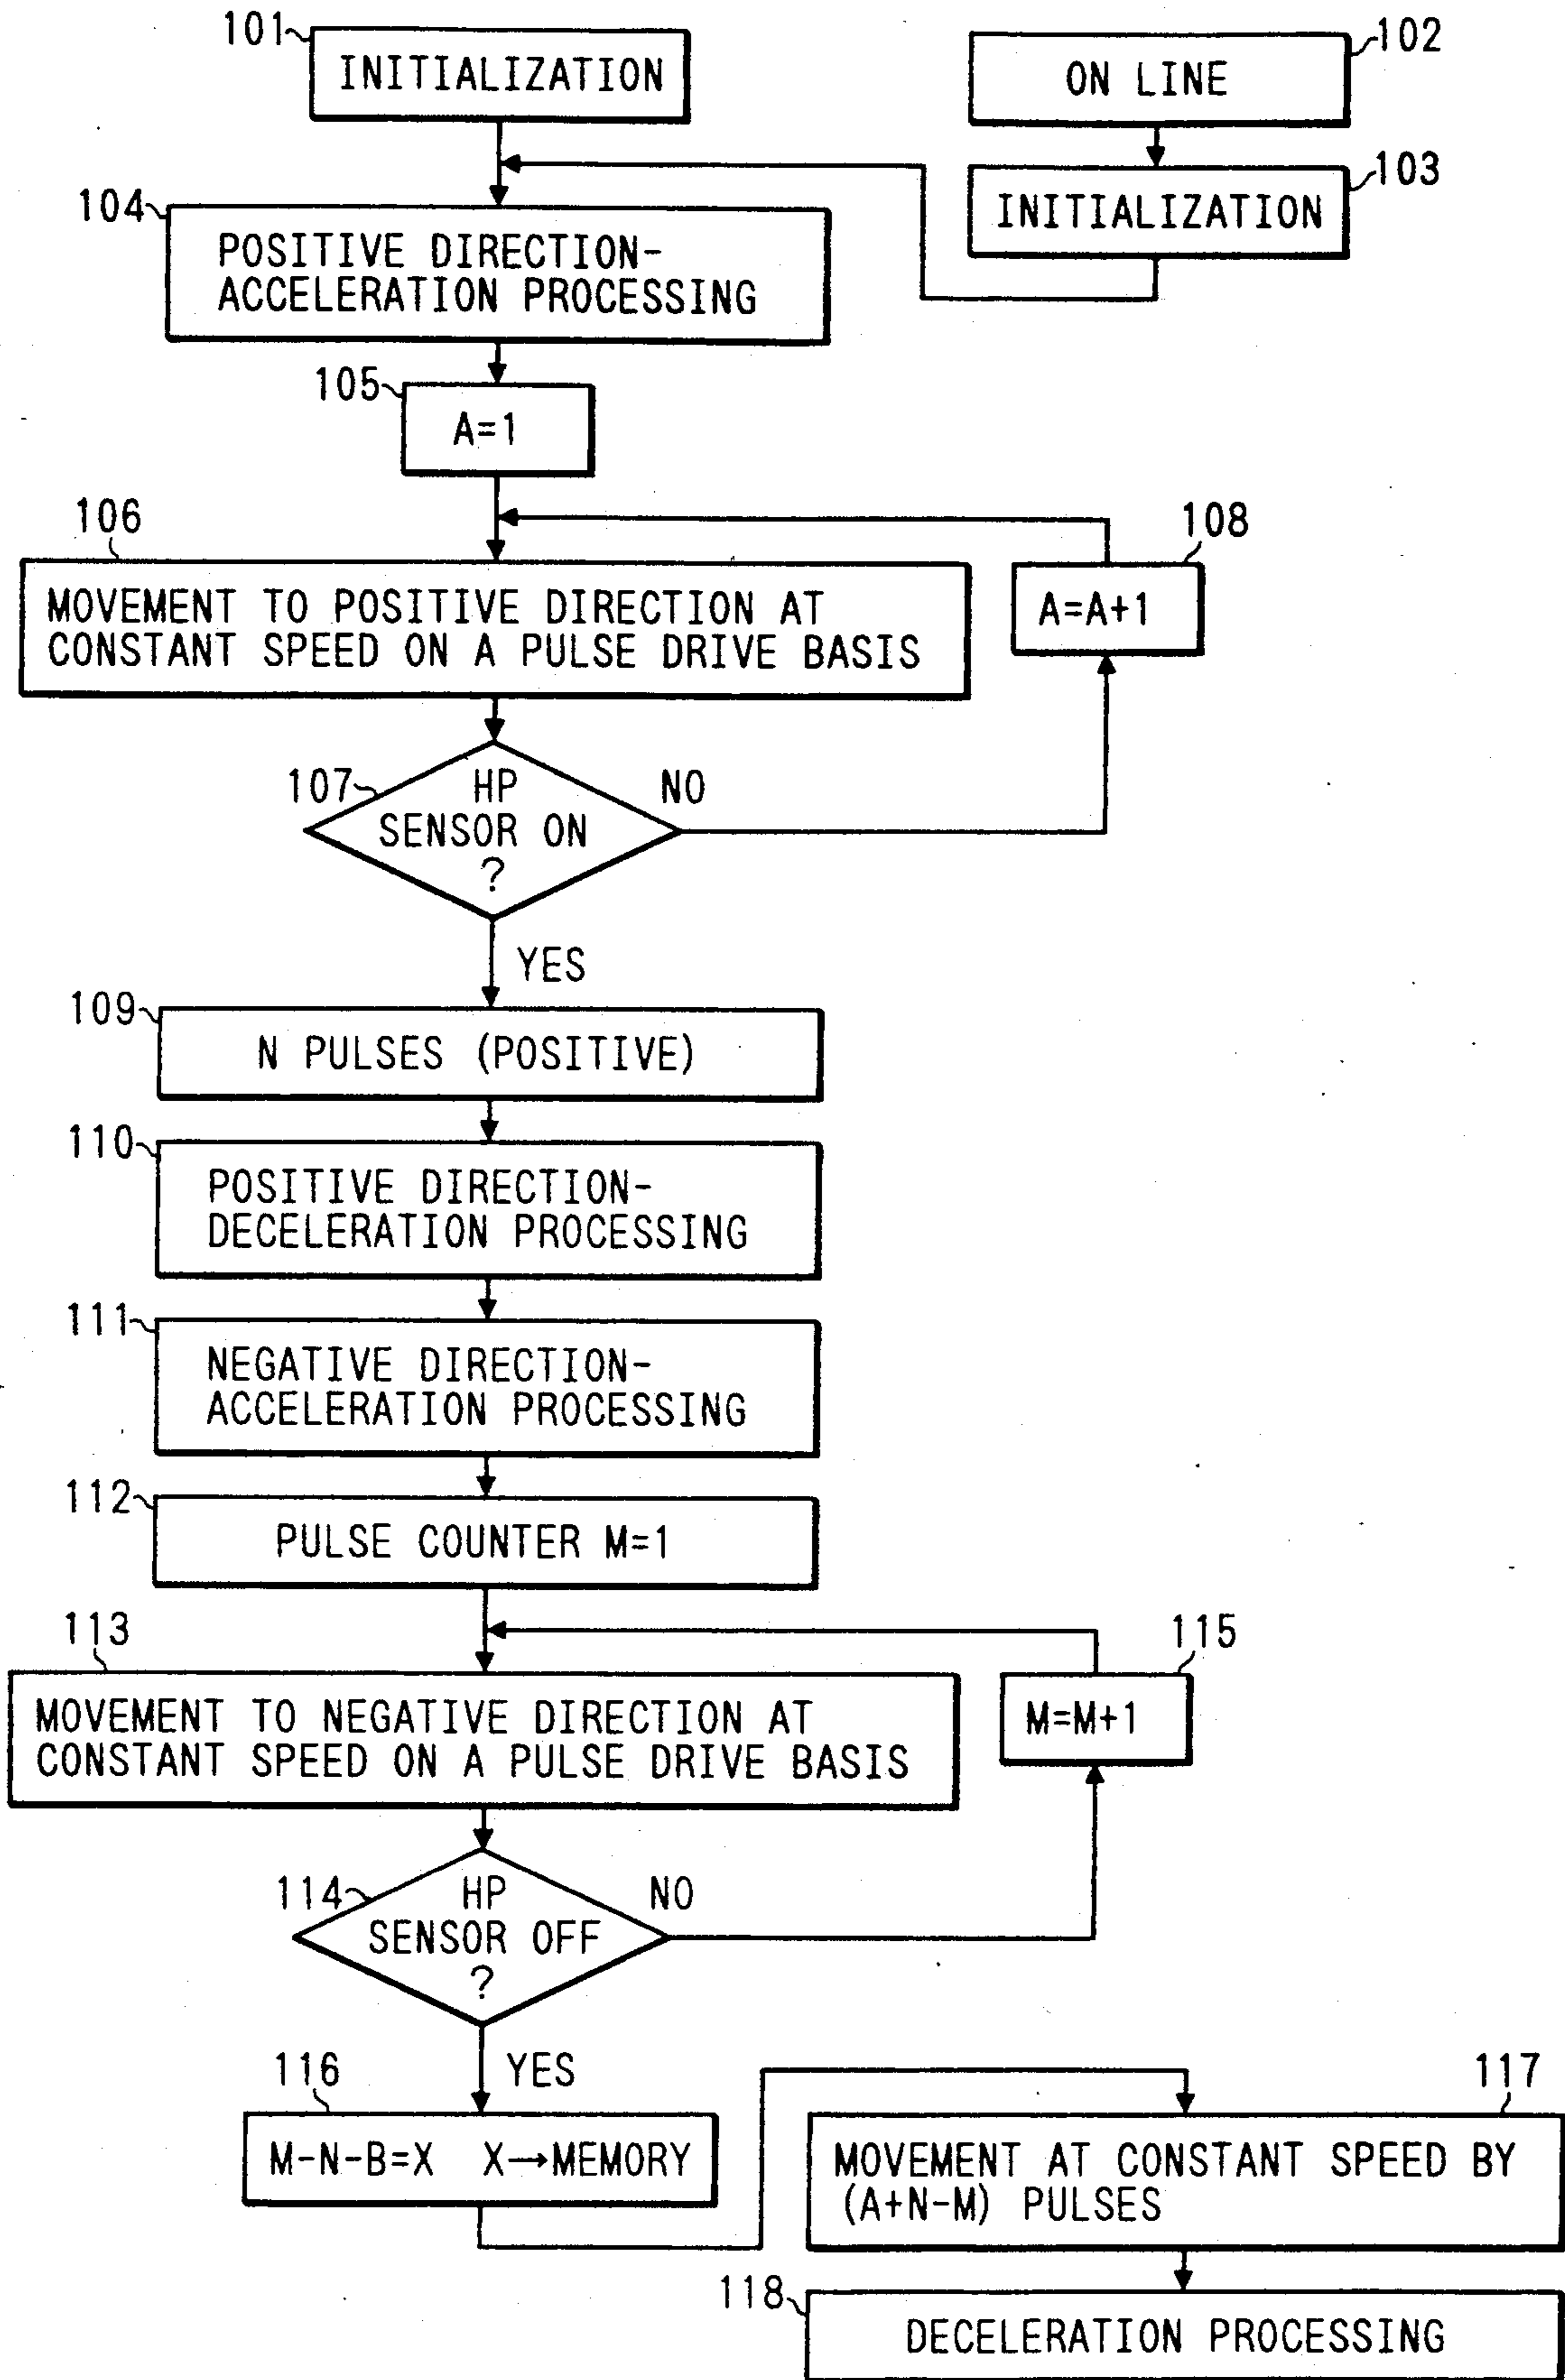 101
INITIALIZATION
102
ON LINE
103
INITIALIZATION
104
POSITIVE DIRECTION-
ACCELERATION PROCESSING
105
A=1
106
MOVEMENT TO POSITIVE DIRECTION AT
CONSTANT SPEED ON A PULSE DRIVE BASIS
108
A=A+1
107
HP
SENSOR ON
?
NO
YES
109
N PULSES (POSITIVE)
110
POSITIVE DIRECTION-
DECELERATION PROCESSING
111
NEGATIVE DIRECTION-
ACCELERATION PROCESSING
112
PULSE COUNTER M=1
113
MOVEMENT TO NEGATIVE DIRECTION AT
CONSTANT SPEED ON A PULSE DRIVE BASIS
115
M=M+1
114
HP
SENSOR OFF
?
NO
YES
116
M-N-B=X X→MEMORY
117
MOVEMENT AT CONSTANT SPEED BY
(A+N-M) PULSES
118
DECELERATION PROCESSING